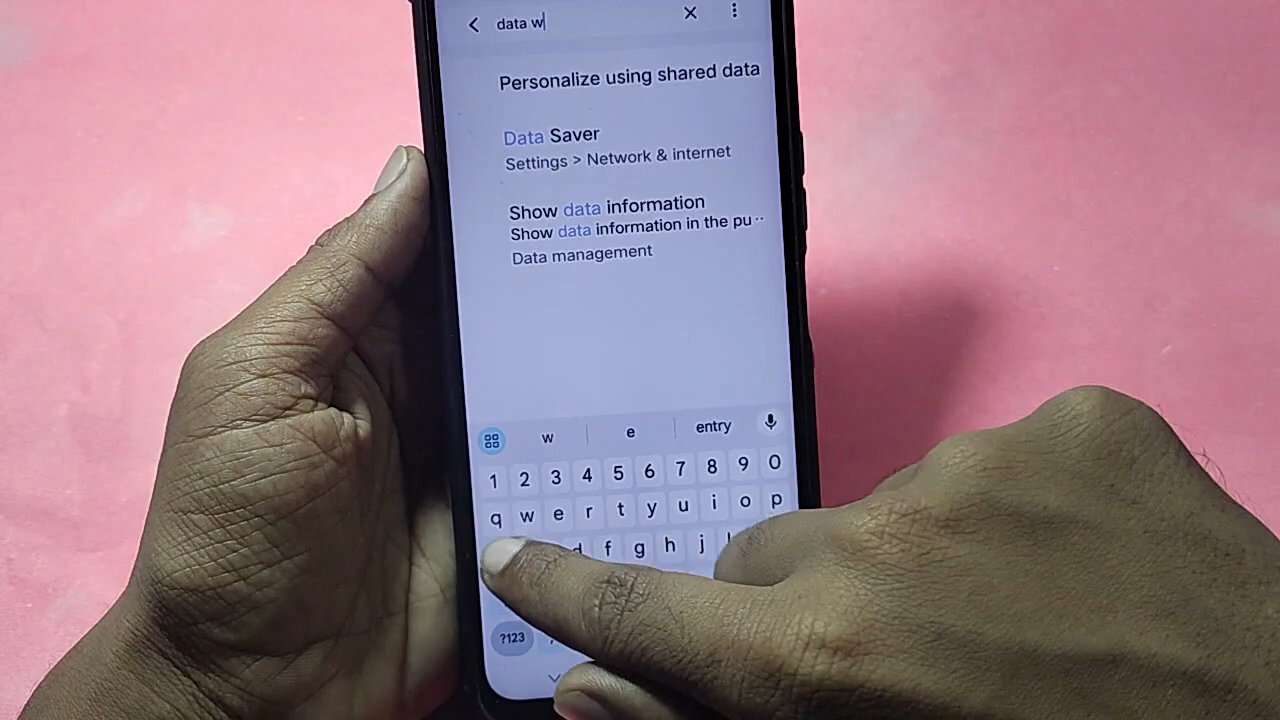 data w
Personalize using shared data
Data Saver
Settings > Network & internet
Show data information
Show data information in the pu··
Data management
w e entry
1 2 3 4 5 6 7 8 9 0
q w e r t y u i o p
d f g h j
?123